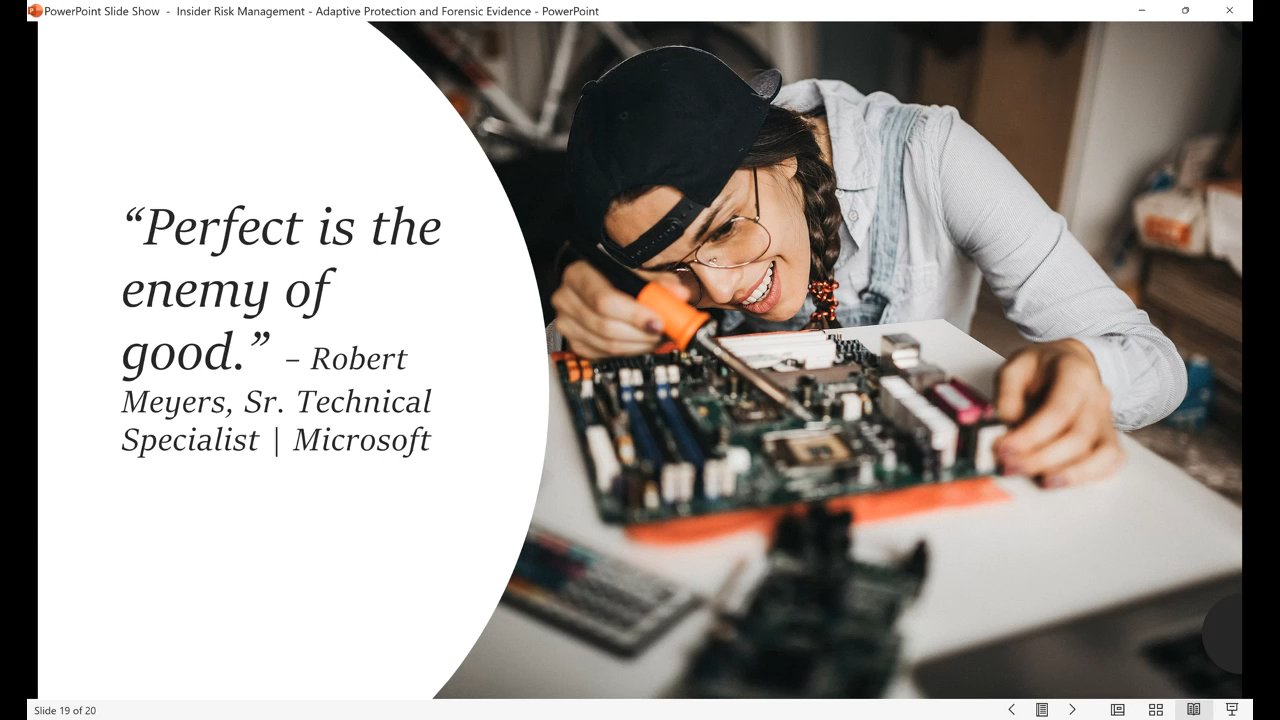 PowerPoint Slide Show - Insider Risk Management - Adaptive Protection and Forensic Evidence - PowerPoint
“Perfect is the
enemy of
good.” – Robert
Meyers, Sr. Technical
Specialist | Microsoft
Slide 19 of 20